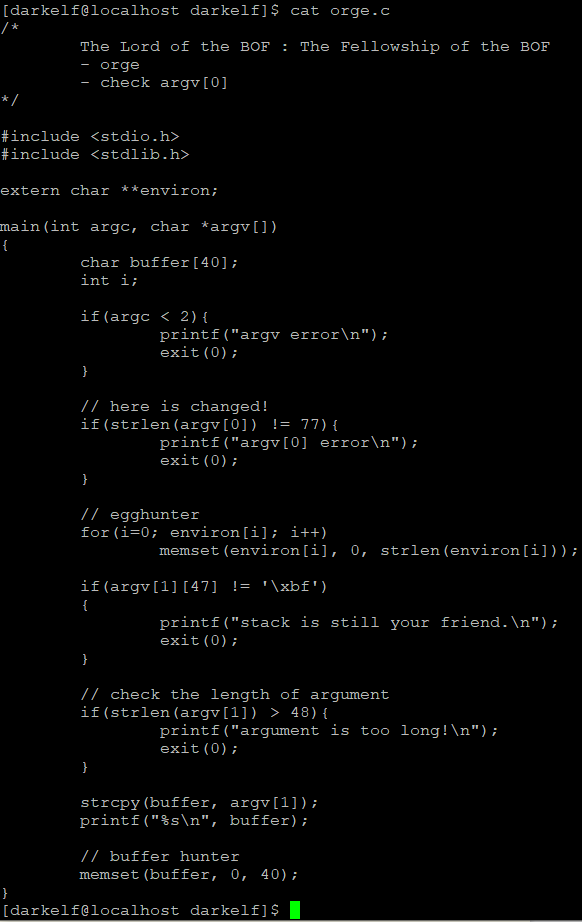 [darkelf@localhost darkelf]$ cat orge.c
/*
        The Lord of the BOF : The Fellowship of the BOF
        - orge
        - check argv[0]
*/

#include <stdio.h>
#include <stdlib.h>

extern char **environ;

main(int argc, char *argv[])
{
        char buffer[40];
        int i;

        if(argc < 2){
                printf("argv error\n");
                exit(0);
        }

        // here is changed!
        if(strlen(argv[0]) != 77){
                printf("argv[0] error\n");
                exit(0);
        }

        // egghunter
        for(i=0; environ[i]; i++)
                memset(environ[i], 0, strlen(environ[i]));

        if(argv[1][47] != '\xbf')
        {
                printf("stack is still your friend.\n");
                exit(0);
        }

        // check the length of argument
        if(strlen(argv[1]) > 48){
                printf("argument is too long!\n");
                exit(0);
        }

        strcpy(buffer, argv[1]);
        printf("%s\n", buffer);

        // buffer hunter
        memset(buffer, 0, 40);
}
[darkelf@localhost darkelf]$